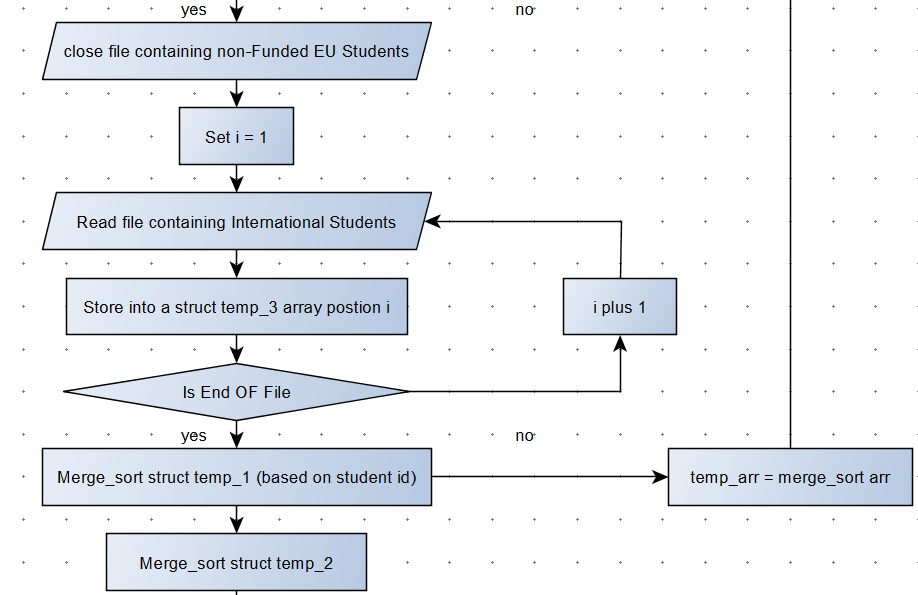 yes
no
close file containing non-Funded EU Students
Set i = 1
Read file containing International Students
Store into a struct temp_3 array postion i
i plus 1
Is End OF File
yes
no
Merge_sort struct temp_1 (based on student id)
temp_arr = merge_sort arr
Merge_sort struct temp_2